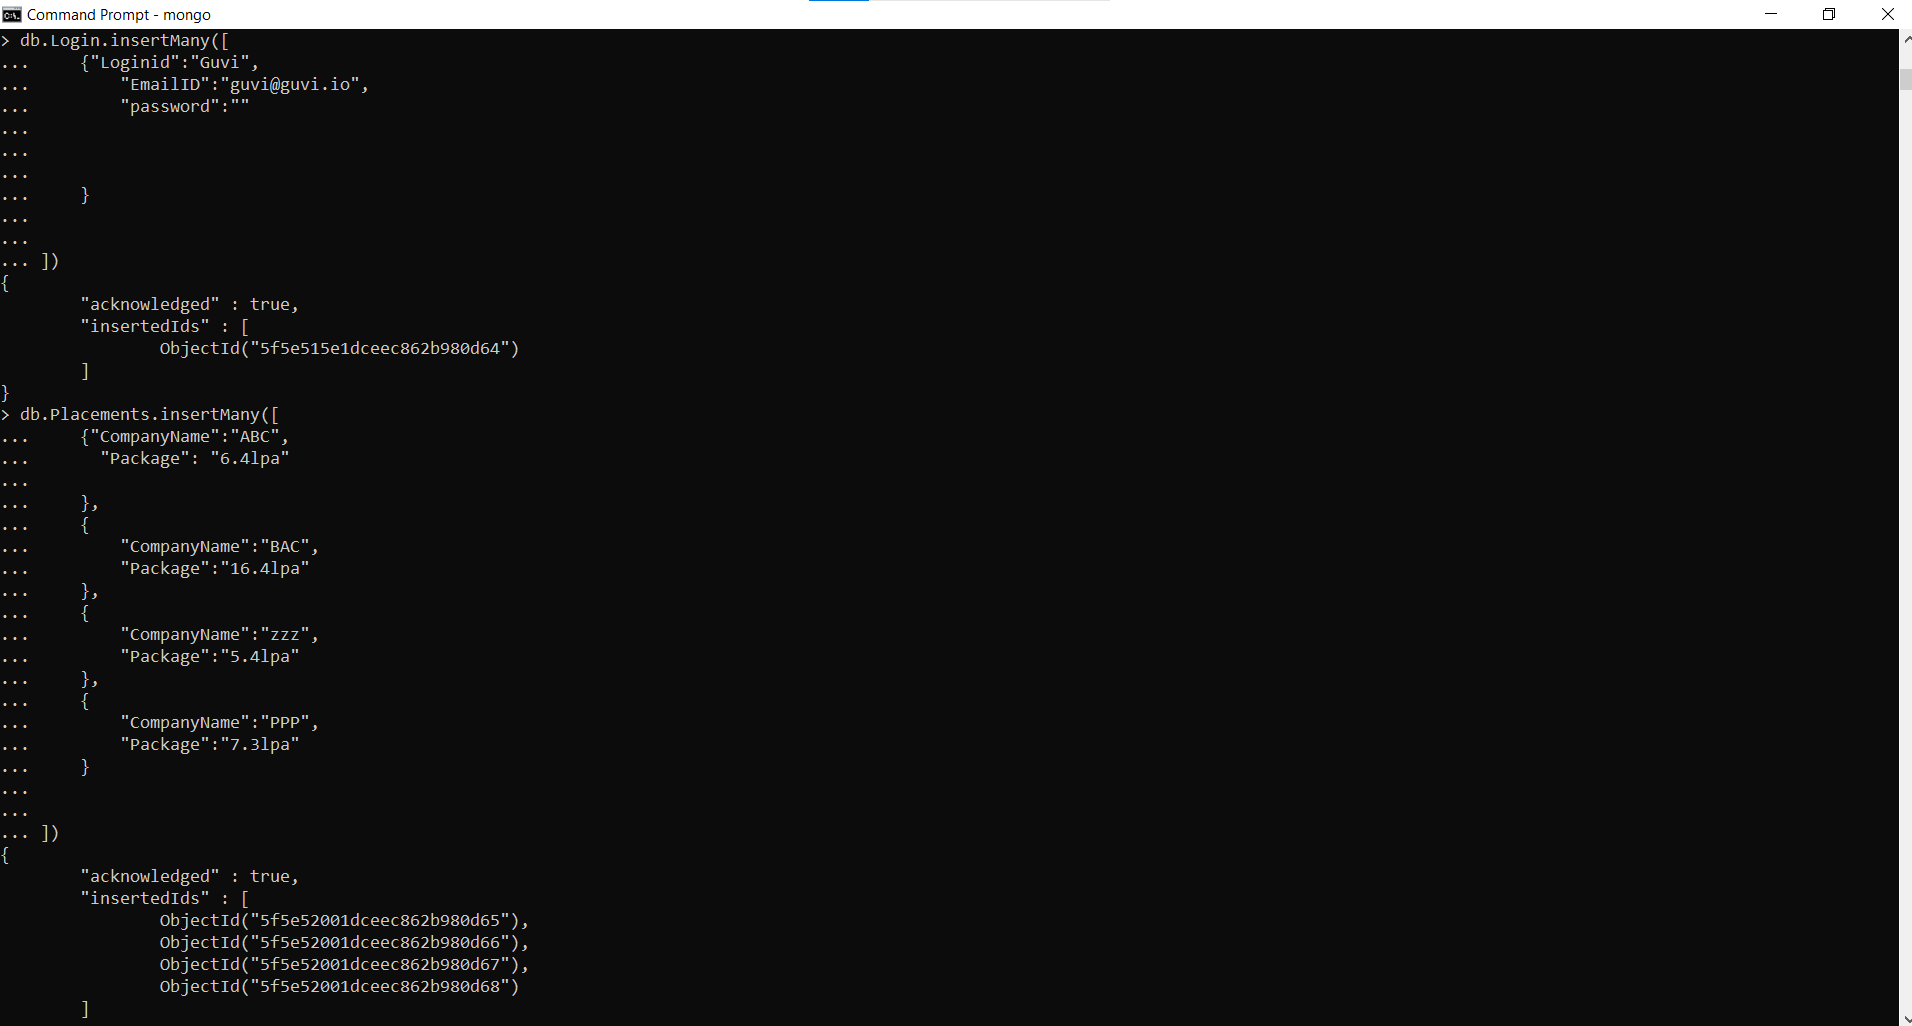 Command Prompt - mongo
> db.Login.insertMany([
...     {"Loginid":"Guvi",
...         "EmailID":"guvi@guvi.io",
...         "password":""
...
...
...
...     }
...
...
... ])
{
        "acknowledged" : true,
        "insertedIds" : [
                ObjectId("5f5e515e1dceec862b980d64")
        ]
}
> db.Placements.insertMany([
...     {"CompanyName":"ABC",
...       "Package": "6.4lpa"
...
...     },
...     {
...         "CompanyName":"BAC",
...         "Package":"16.4lpa"
...     },
...     {
...         "CompanyName":"zzz",
...         "Package":"5.4lpa"
...     },
...     {
...         "CompanyName":"PPP",
...         "Package":"7.3lpa"
...     }
...
...
... ])
{
        "acknowledged" : true,
        "insertedIds" : [
                ObjectId("5f5e52001dceec862b980d65"),
                ObjectId("5f5e52001dceec862b980d66"),
                ObjectId("5f5e52001dceec862b980d67"),
                ObjectId("5f5e52001dceec862b980d68")
        ]